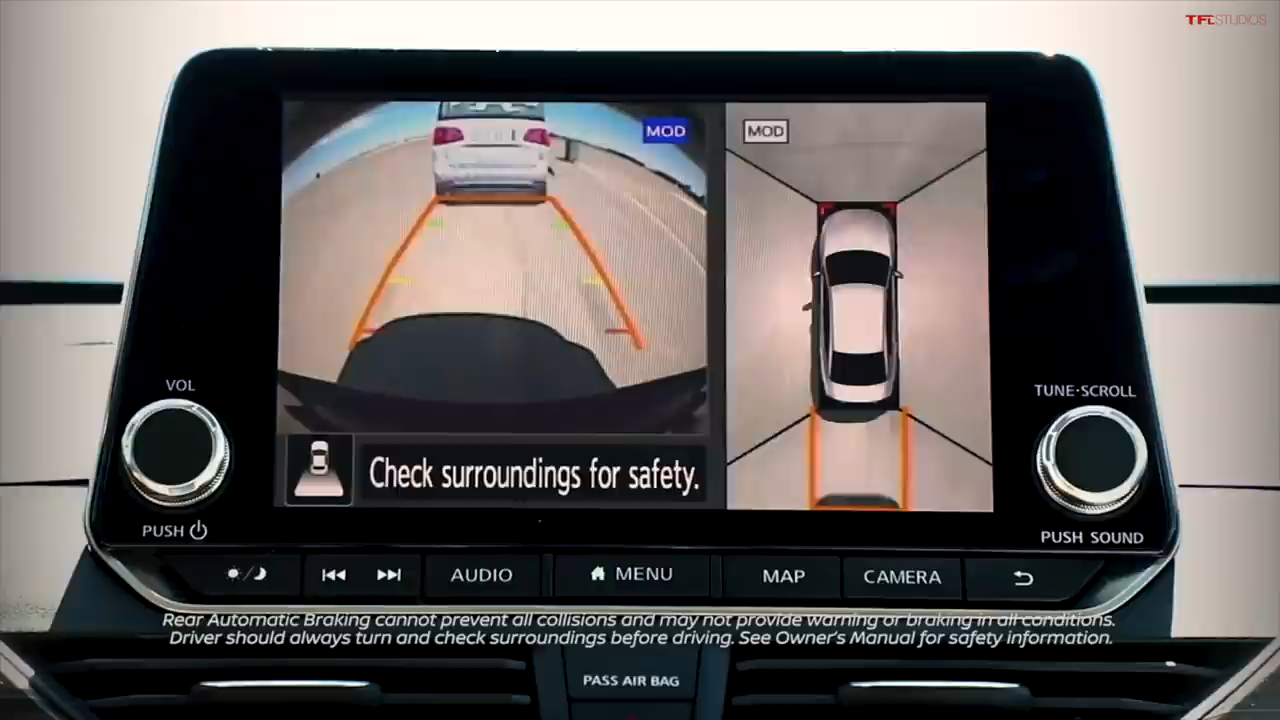 TFLSTUDIOS
MOD
MOD
Check surroundings for safety.
VOL
PUSH
TUNE·SCROLL
PUSH SOUND
AUDIO
MENU
MAP
CAMERA
Rear Automatic Braking cannot prevent all collisions and may not provide warning or braking in all conditions.
Driver should always turn and check surroundings before driving. See Owner's Manual for safety information.
PASS AIR BAG